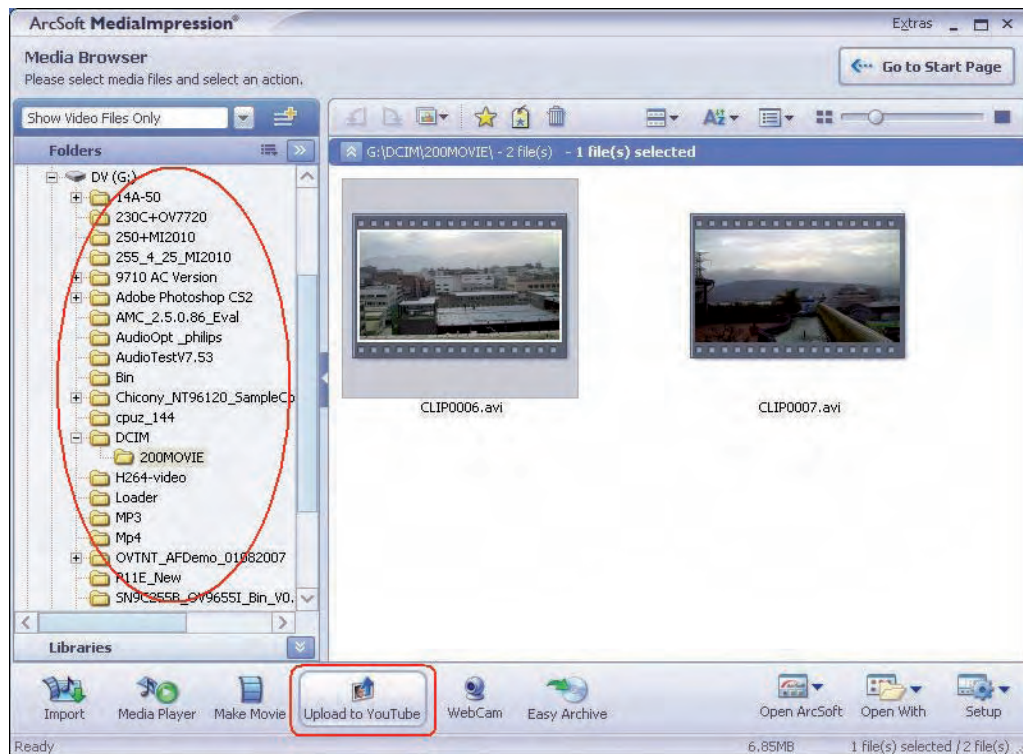 ArcSoft MediaImpression®
Extras
Media Browser
Please select media files and select an action.
Go to Start Page
Show Video Files Only
Folders
G:\DCIM\200MOVIE\ - 2 file(s) - 1 file(s) selected
DV (G:)
14A-50
230C+OV7720
250+MI2010
255_4_25_MI2010
9710 AC Version
Adobe Photoshop CS2
AMC_2.5.0.86_Eval
AudioOpt _philips
AudioTestV7.53
Bin
Chicony_NT96120_SampleCo
cpuz_144
DCIM
200MOVIE
H264-video
Loader
MP3
Mp4
OVTNT_AFDemo_01082007
P11E_New
SN9C255B_OV9655I_Bin_V0.
CLIP0006.avi
CLIP0007.avi
Libraries
Import
Media Player
Make Movie
Upload to YouTube
WebCam
Easy Archive
Open ArcSoft
Open With
Setup
Ready
6.85MB
1 file(s) selected / 2 file(s)